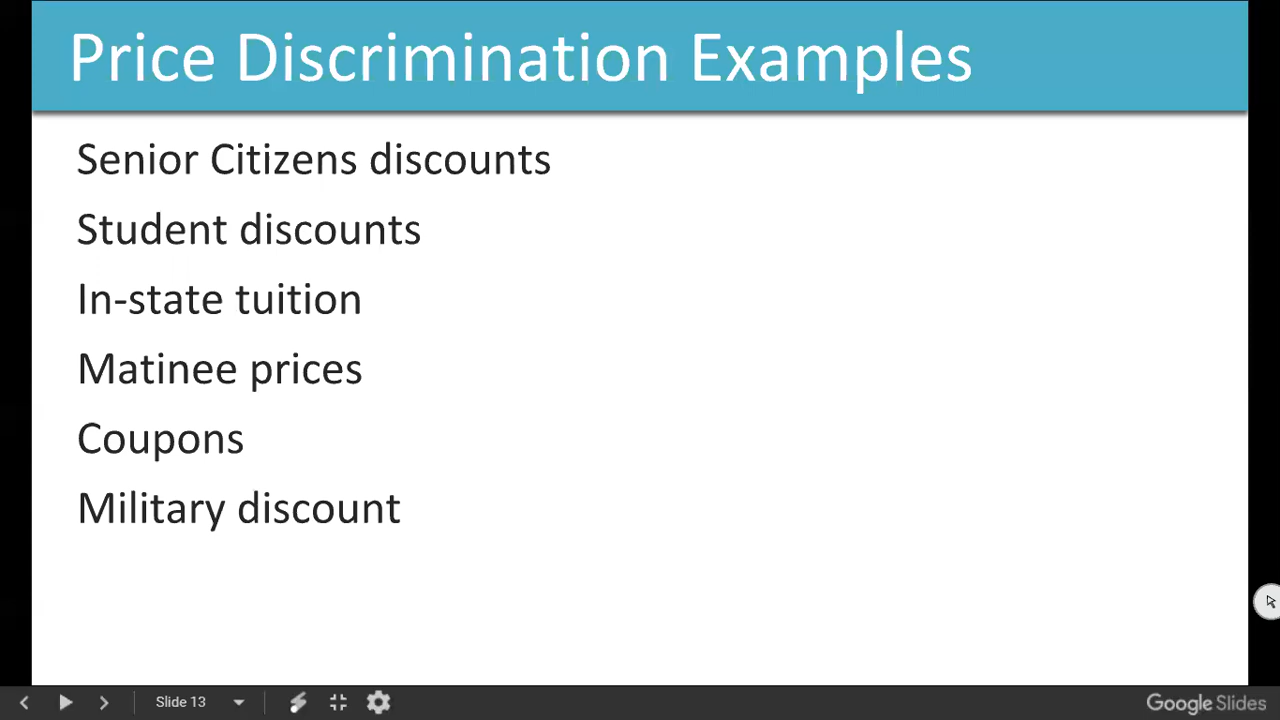 Price Discrimination Examples
Senior Citizens discounts
Student discounts
In-state tuition
Matinee prices
Coupons
Military discount
Slide 13
Google Slides